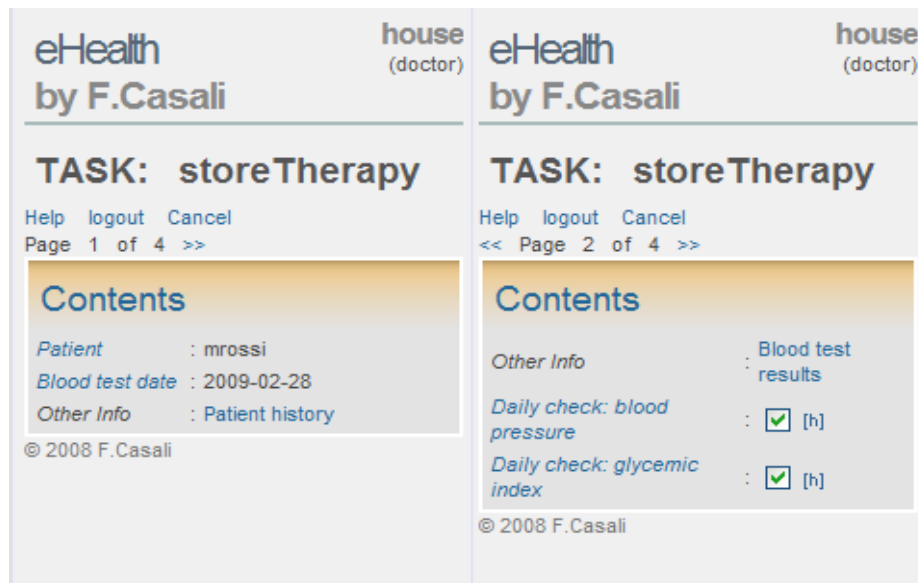 eHealth
by F.Casali
house
(doctor)
TASK: storeTherapy
Help logout Cancel
Page 1 of 4 >>
Contents
Patient : mrossi
Blood test date : 2009-02-28
Other Info : Patient history
© 2008 F.Casali
eHealth
by F.Casali
house
(doctor)
TASK: storeTherapy
Help logout Cancel
<< Page 2 of 4 >>
Contents
Other Info : Blood test
results
Daily check: blood
pressure : [h]
Daily check: glycemic
index : [h]
© 2008 F.Casali